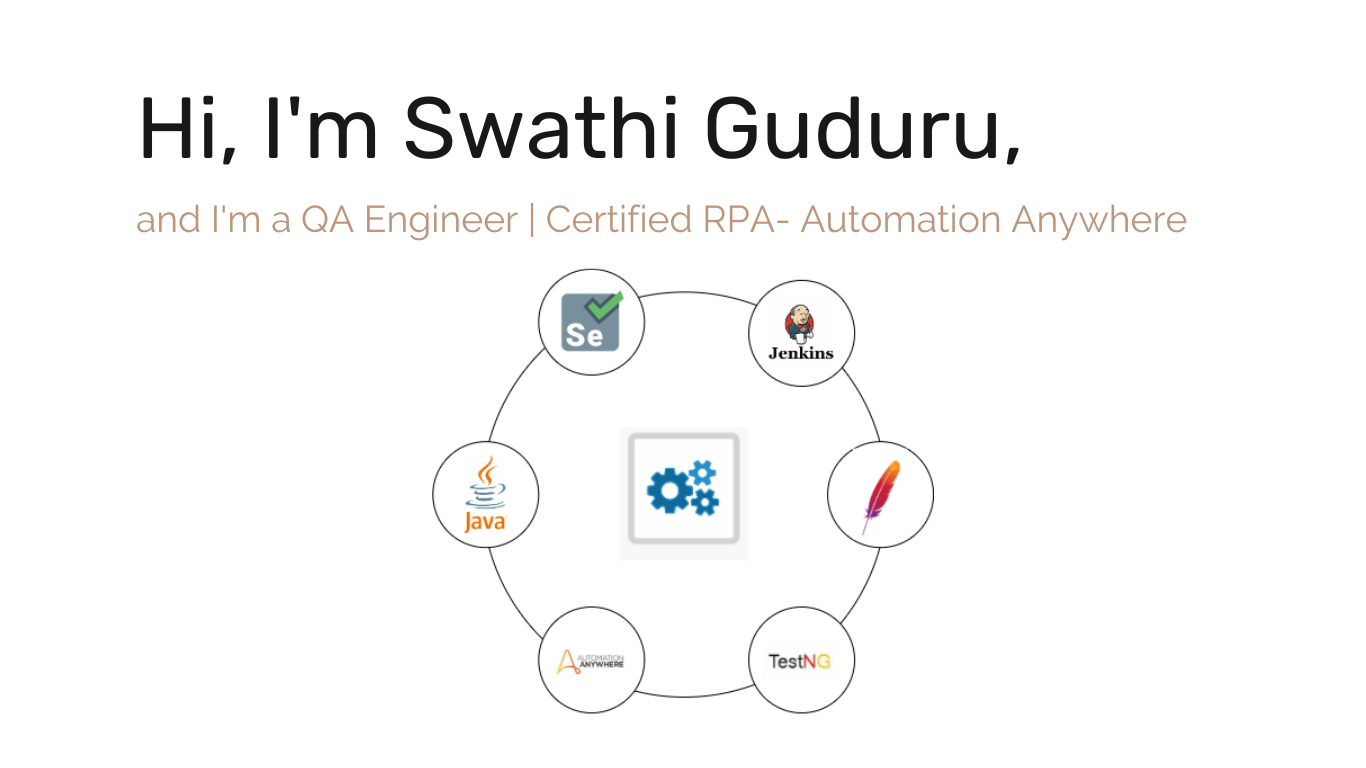 Hi, I'm Swathi Guduru,
and I'm a QA Engineer | Certified RPA- Automation Anywhere
Se
Jenkins
Java
AUTOMATION
ANYWHERE
TestNG